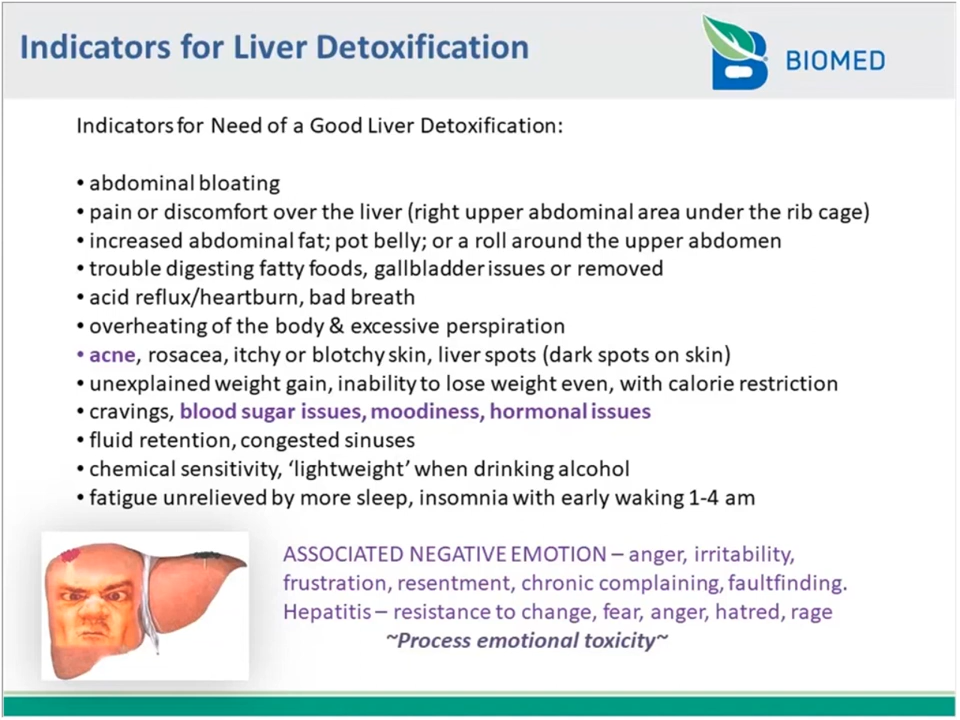 Indicators for Liver Detoxification
BIOMED
Indicators for Need of a Good Liver Detoxification:
• abdominal bloating
• pain or discomfort over the liver (right upper abdominal area under the rib cage)
• increased abdominal fat; pot belly; or a roll around the upper abdomen
• trouble digesting fatty foods, gallbladder issues or removed
• acid reflux/heartburn, bad breath
• overheating of the body & excessive perspiration
• acne, rosacea, itchy or blotchy skin, liver spots (dark spots on skin)
• unexplained weight gain, inability to lose weight even, with calorie restriction
• cravings, blood sugar issues, moodiness, hormonal issues
• fluid retention, congested sinuses
• chemical sensitivity, ‘lightweight’ when drinking alcohol
• fatigue unrelieved by more sleep, insomnia with early waking 1-4 am
ASSOCIATED NEGATIVE EMOTION – anger, irritability,
frustration, resentment, chronic complaining, faultfinding.
Hepatitis – resistance to change, fear, anger, hatred, rage
~Process emotional toxicity~